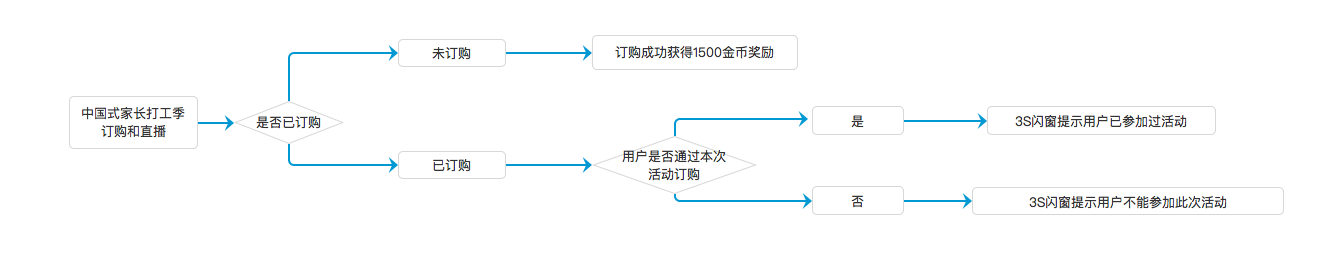 中国式家长打工季
订购和直播
是否已订购
未订购
订购成功获得1500金币奖励
已订购
用户是否通过本次
活动订购
是
3S闪窗提示用户已参加过活动
否
3S闪窗提示用户不能参加此次活动